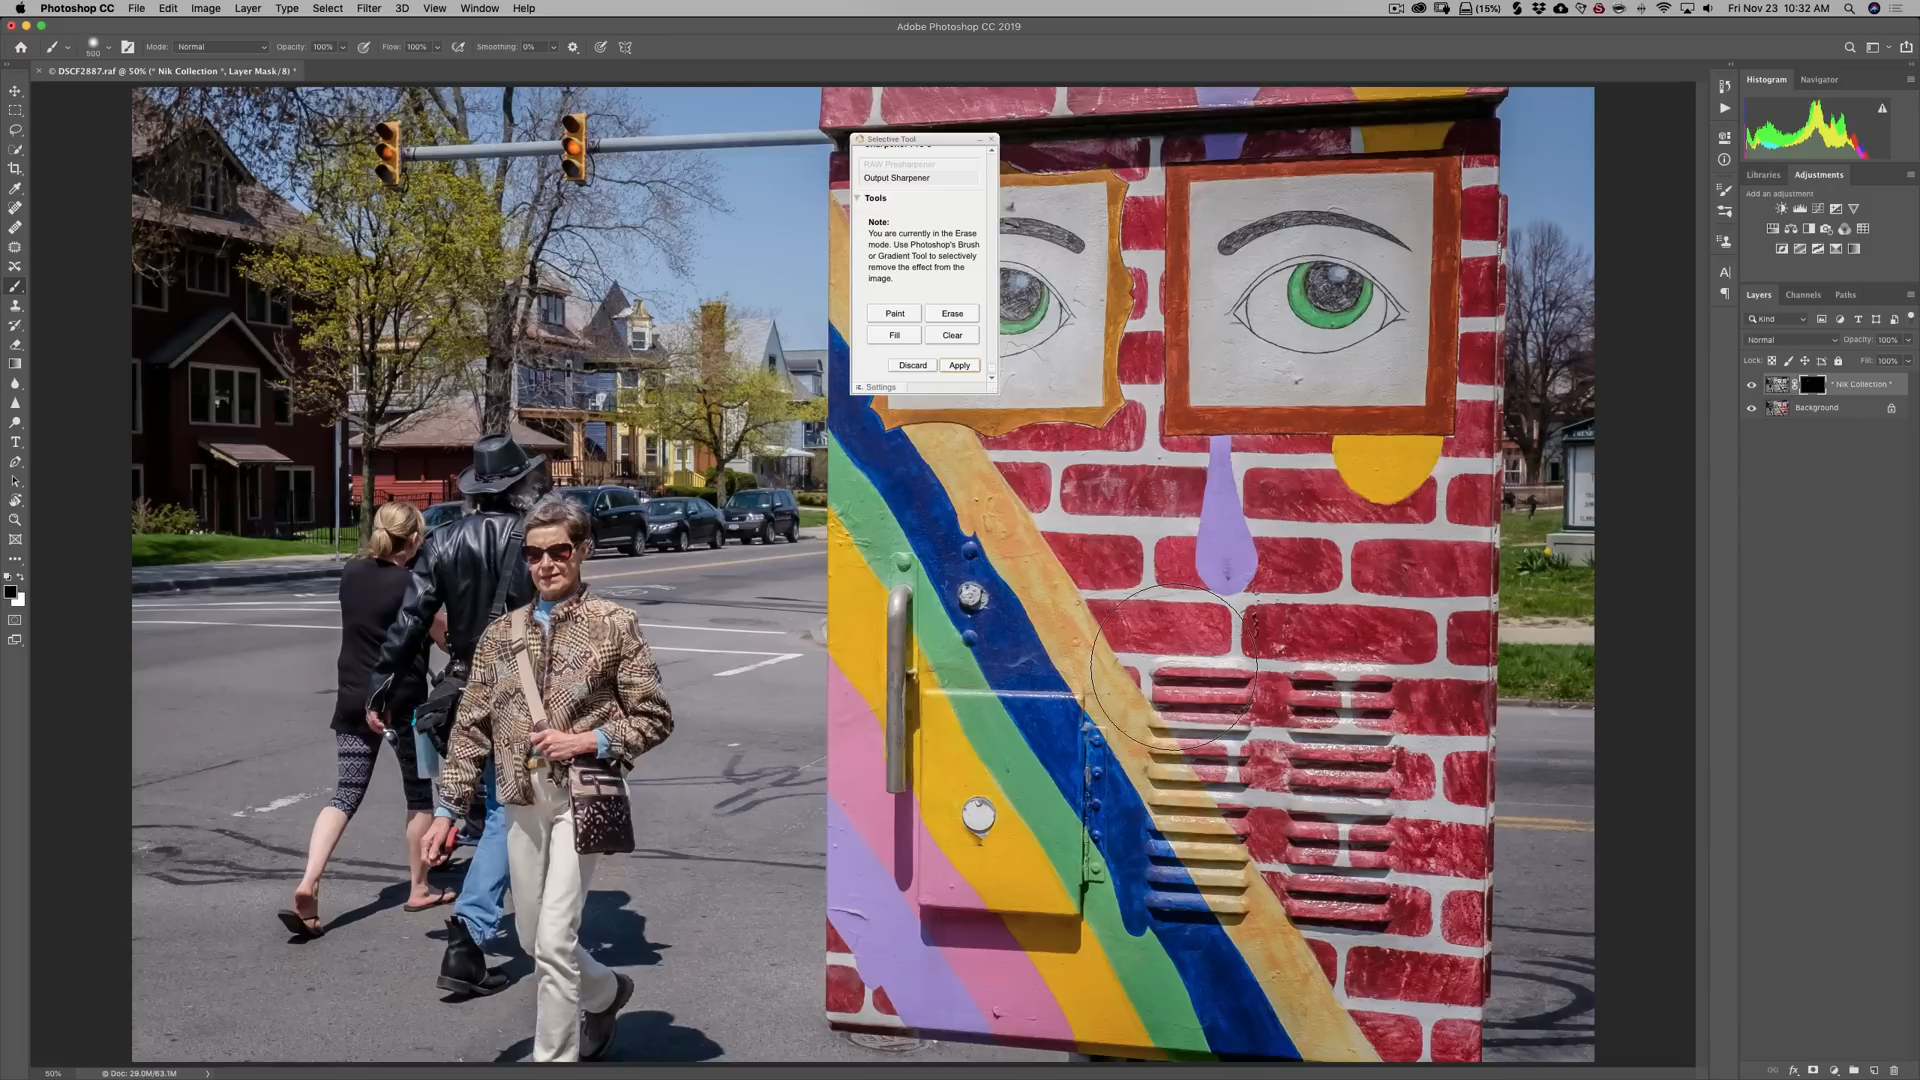 Photoshop CC File Edit Image Layer Type Select Filter 3D View Window Help
(15%) Fri Nov 23 10:32 AM
Adobe Photoshop CC 2019
500 Mode: Normal Opacity: 100% Flow: 100% Smoothing: 0%
× © DSCF2887.raf @ 50% (* Nik Collection *, Layer Mask/8) *
Selective Tool
RAW Presharpener
Output Sharpener
Tools
Note:
You are currently in the Erase
mode. Use Photoshop's Brush
or Gradient Tool to selectively
remove the effect from the
image.
Paint Erase
Fill Clear
Discard Apply
Settings
Histogram Navigator
Libraries Adjustments
Add an adjustment
Layers Channels Paths
Kind
Normal Opacity: 100%
Lock: Fill: 100%
* Nik Collection *
Background
50% © Doc: 29.0M/63.1M